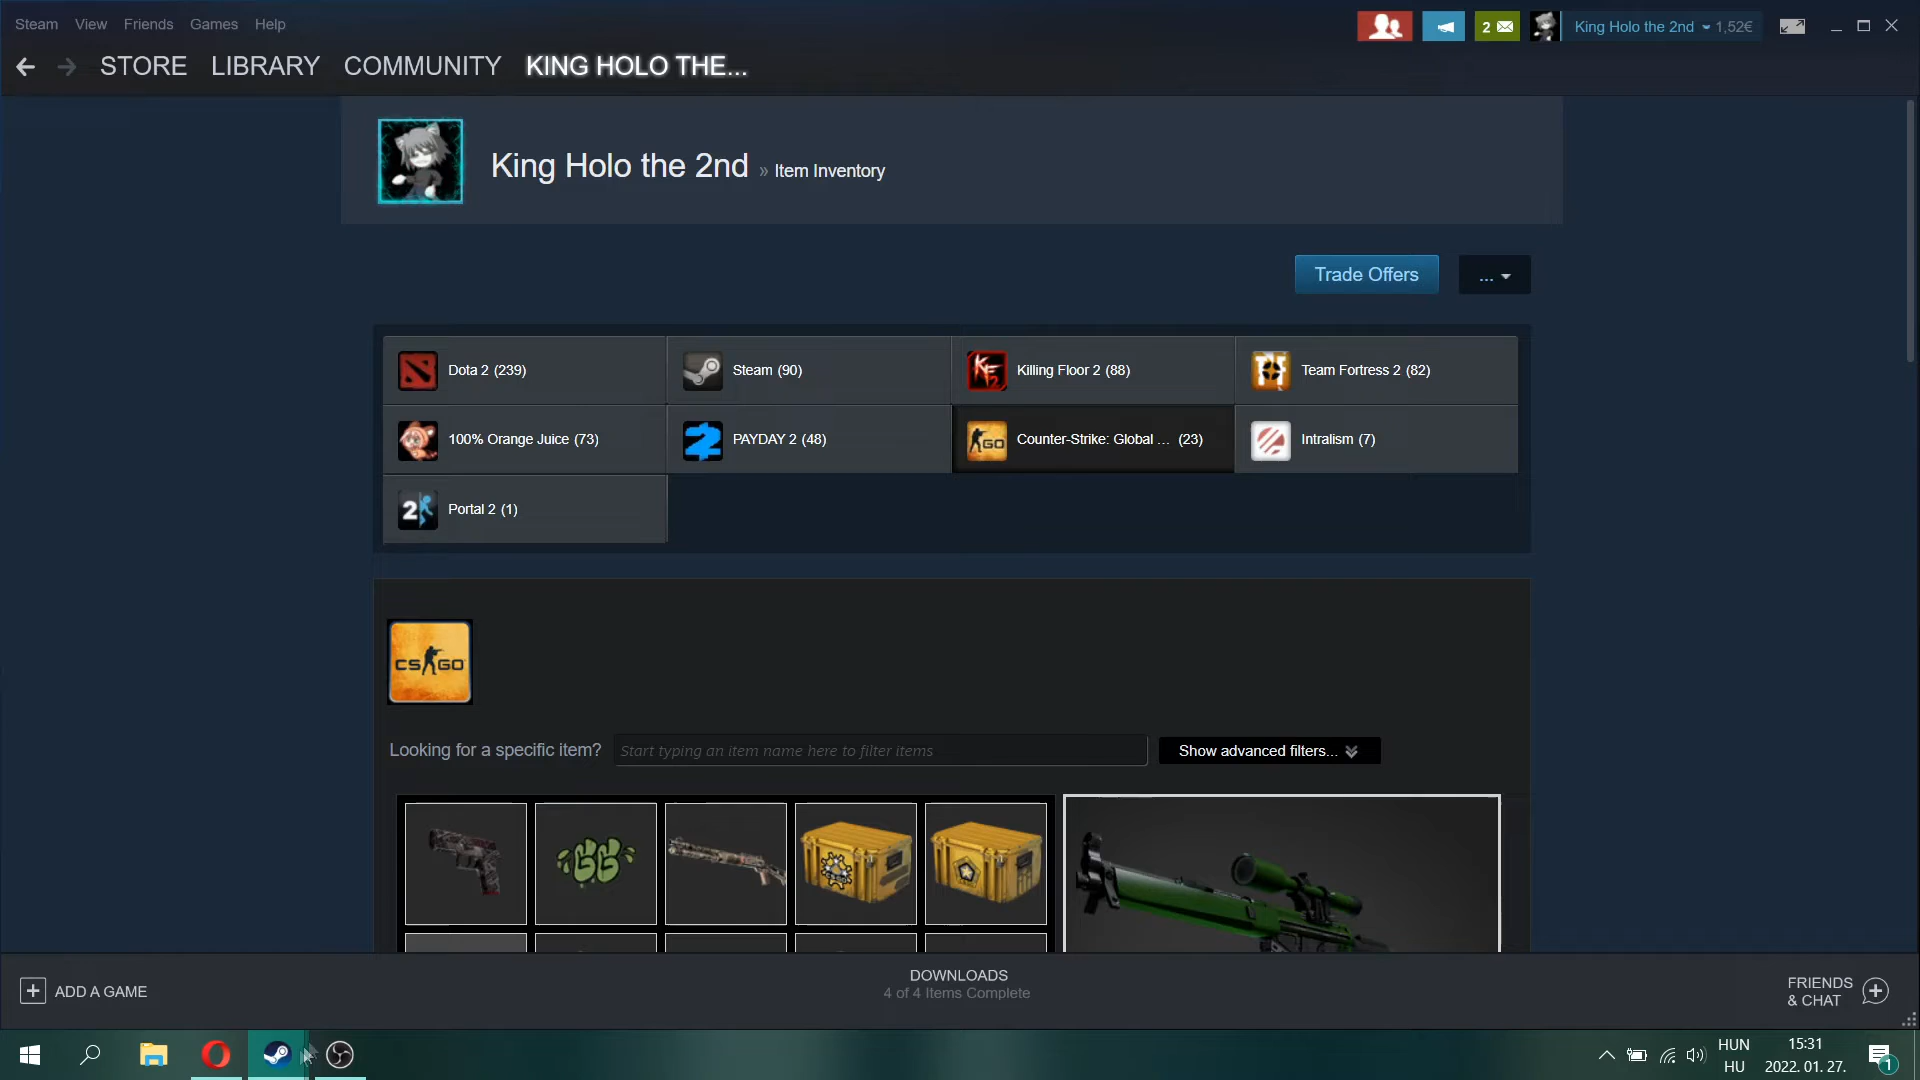 Steam View Friends Games Help
2 King Holo the 2nd 1,52€
STORE LIBRARY COMMUNITY KING HOLO THE...
King Holo the 2nd » Item Inventory
Trade Offers ...
Dota 2 (239) Steam (90) Killing Floor 2 (88) Team Fortress 2 (82)
100% Orange Juice (73) PAYDAY 2 (48) Counter-Strike: Global ... (23) Intralism (7)
Portal 2 (1)
CS GO
Looking for a specific item? Start typing an item name here to filter items Show advanced filters...
GG
DOWNLOADS
4 of 4 Items Complete
ADD A GAME
FRIENDS
& CHAT
HUN
HU
15:31
2022. 01. 27.
1